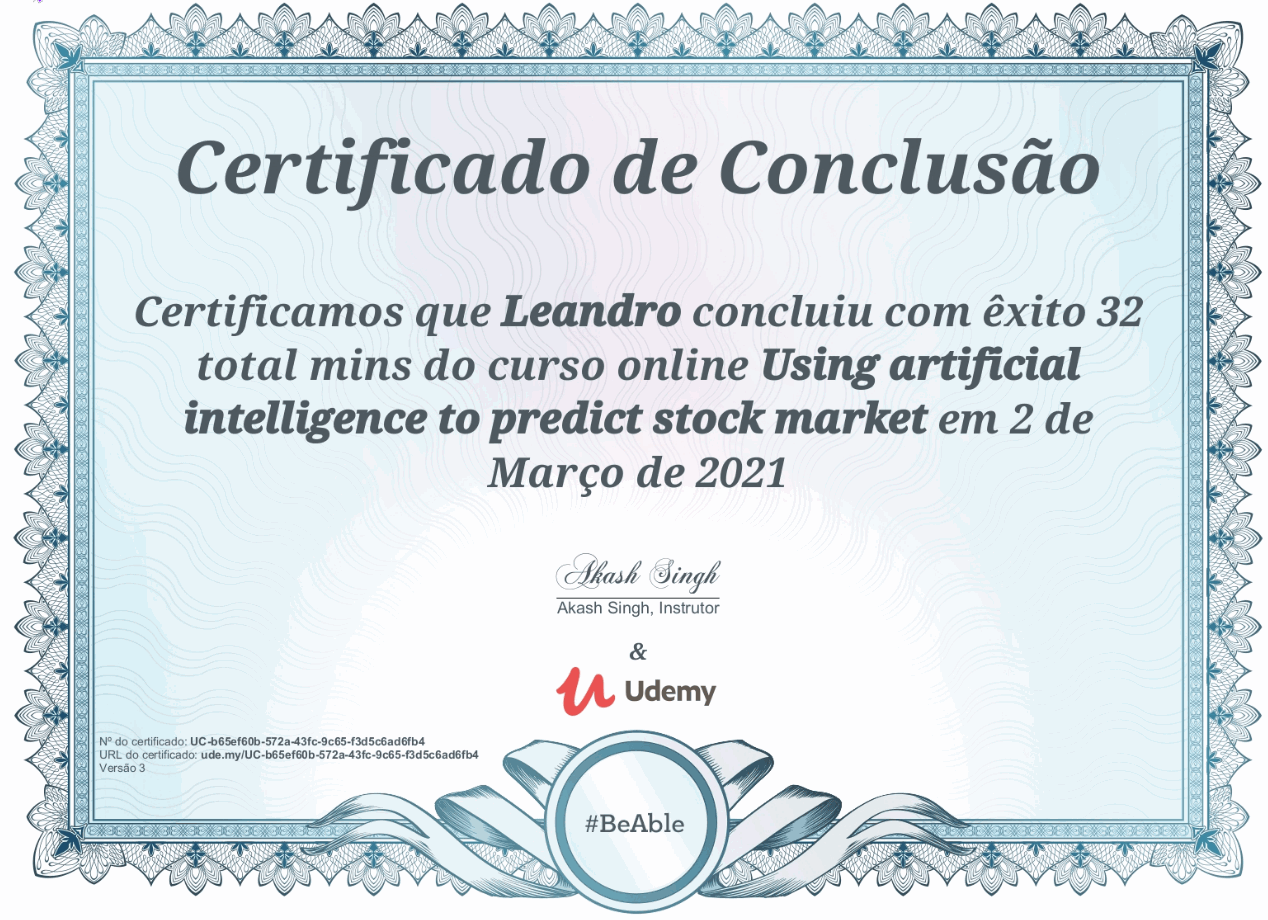 Certificado de Conclusão
Certificamos que Leandro concluiu com êxito 32
total mins do curso online Using artificial
intelligence to predict stock market em 2 de
Março de 2021
Akash Singh
Akash Singh, Instrutor
&
Udemy
Nº do certificado: UC-b65ef60b-572a-43fc-9c65-f3d5c6ad6fb4
URL do certificado: ude.my/UC-b65ef60b-572a-43fc-9c65-f3d5c6ad6fb4
Versão 3
#BeAble